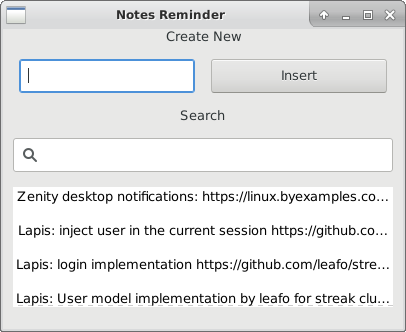 Notes Reminder
Create New
Insert
Search
Zenity desktop notifications: https://linux.byexamples.co...
Lapis: inject user in the current session https://github.co...
Lapis: login implementation https://github.com/leafo/stre...
Lapis: User model implementation by leafo for streak clu...